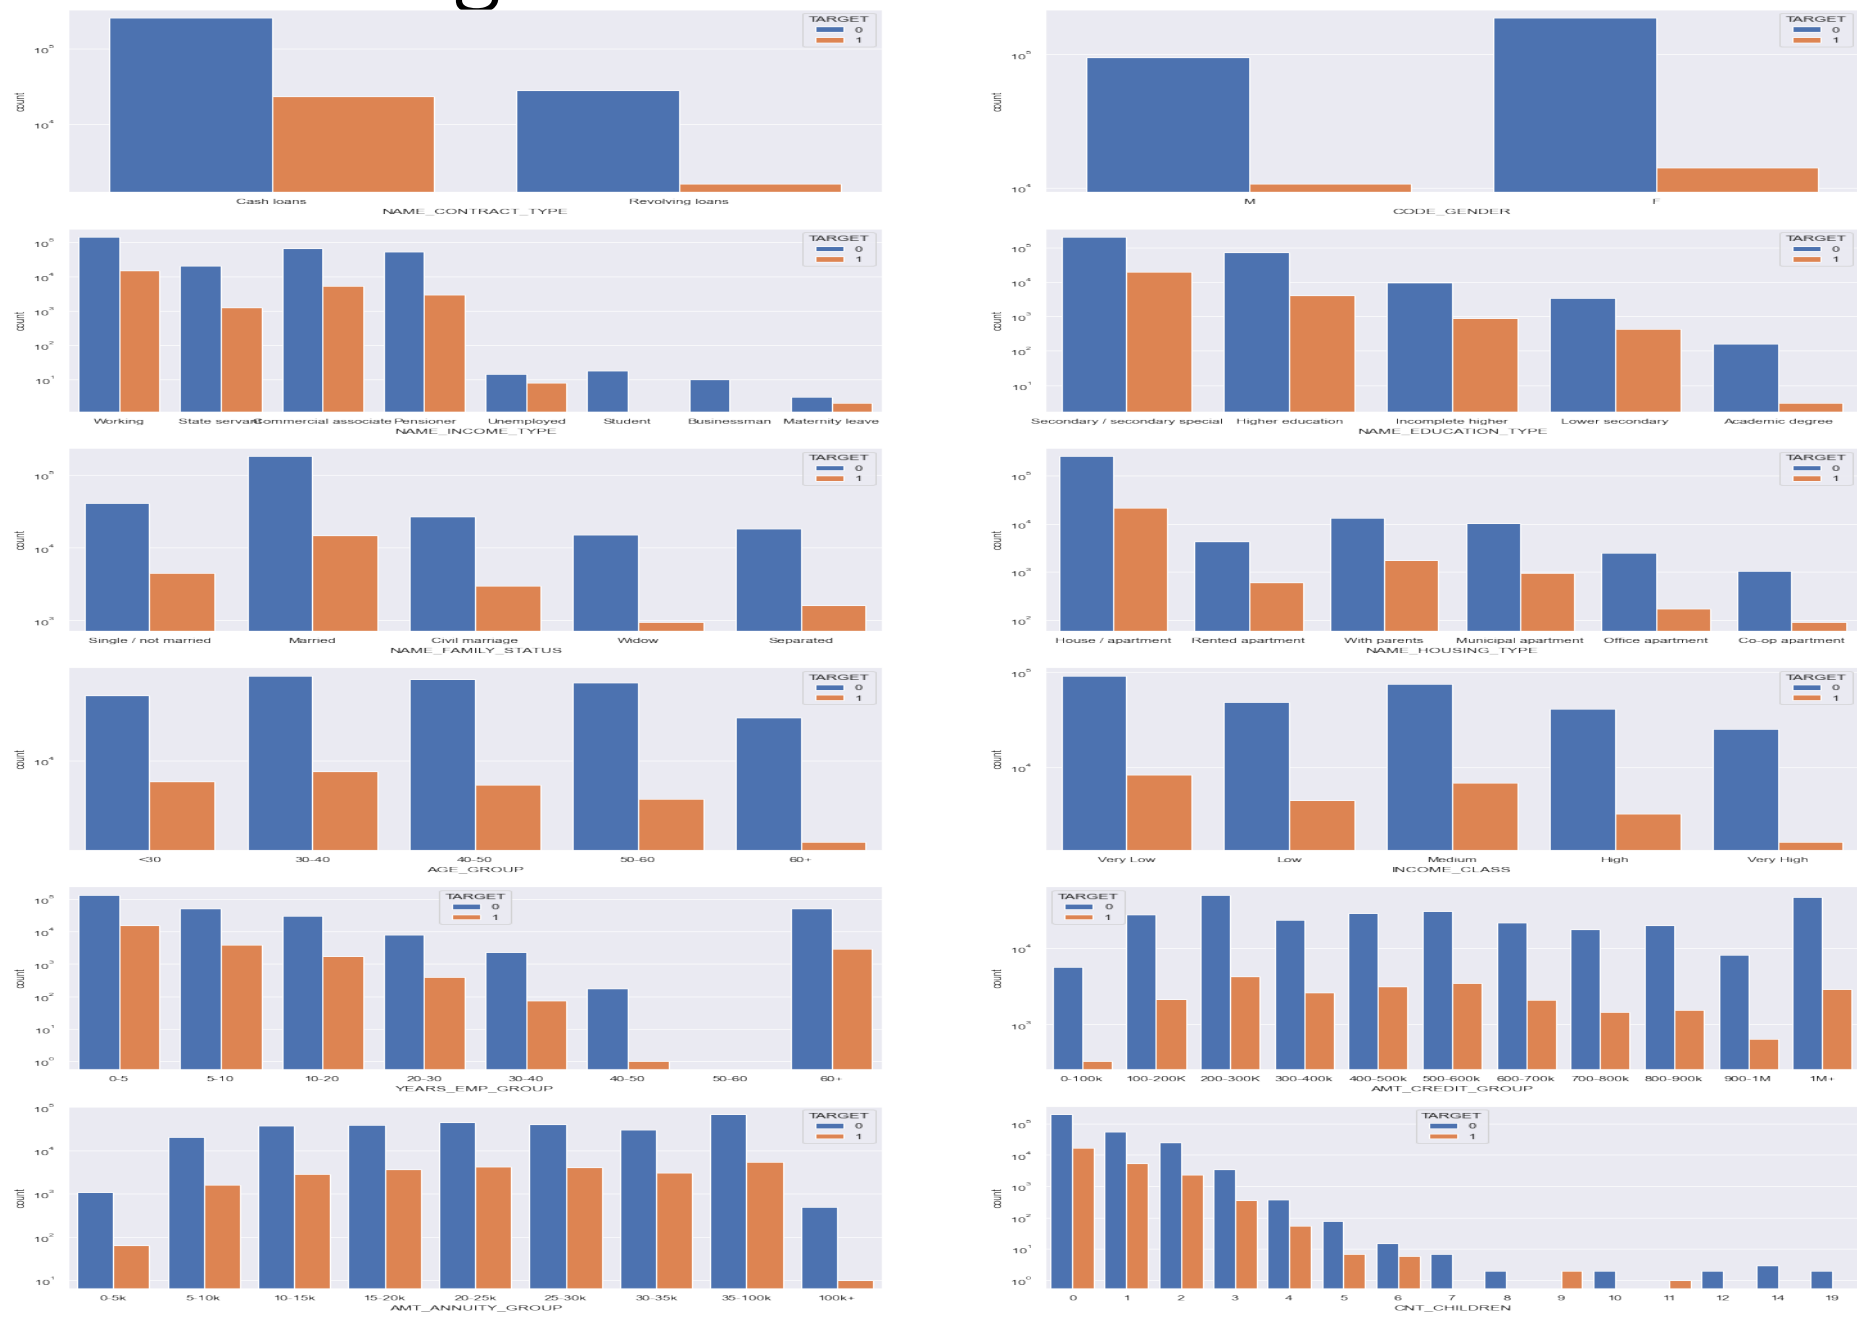 g
TARGET
0
1
10⁵
10⁴
count
Cash loans Revolving loans
NAME_CONTRACT_TYPE
TARGET
0
1
10⁵
10⁴
count
M F
CODE_GENDER
TARGET
0
1
10⁵
10⁴
10³
10²
10¹
count
Working State servant Commercial associate Pensioner Unemployed Student Businessman Maternity leave
NAME_INCOME_TYPE
TARGET
0
1
10⁵
10⁴
10³
10²
10¹
count
Secondary / secondary special Higher education Incomplete higher Lower secondary Academic degree
NAME_EDUCATION_TYPE
TARGET
0
1
10⁵
10⁴
10³
count
Single / not married Married Civil marriage Widow Separated
NAME_FAMILY_STATUS
TARGET
0
1
10⁵
10⁴
10³
10²
count
House / apartment Rented apartment With parents Municipal apartment Office apartment Co-op apartment
NAME_HOUSING_TYPE
TARGET
0
1
10⁴
count
<30 30-40 40-50 50-60 60+
AGE_GROUP
TARGET
0
1
10⁵
10⁴
count
Very Low Low Medium High Very High
INCOME_CLASS
TARGET
0
1
10⁵
10⁴
10³
10²
10¹
10⁰
count
0-5 5-10 10-20 20-30 30-40 40-50 50-60 60+
YEARS_EMP_GROUP
TARGET
0
1
10⁴
10³
count
0-100k 100-200K 200-300K 300-400k 400-500k 500-600k 600-700k 700-800k 800-900k 900-1M 1M+
AMT_CREDIT_GROUP
TARGET
0
1
10⁵
10⁴
10³
10²
10¹
count
0-5k 5-10k 10-15k 15-20k 20-25k 25-30k 30-35k 35-100k 100k+
AMT_ANNUITY_GROUP
TARGET
0
1
10⁵
10⁴
10³
10²
10¹
10⁰
count
0 1 2 3 4 5 6 7 8 9 10 11 12 14 19
CNT_CHILDREN